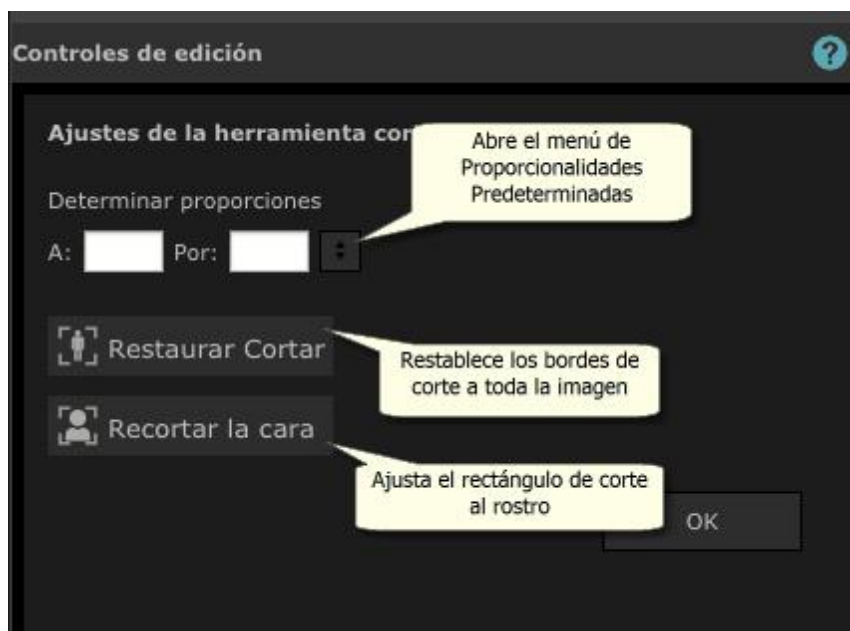 Controles de edición
?
Ajustes de la herramienta
Abre el menú de
Proporcionalidades
Predeterminadas
Determinar proporciones
A: Por:
Restaurar Cortar
Restablece los bordes de
corte a toda la imagen
Recortar la cara
Ajusta el rectángulo de corte
al rostro
OK